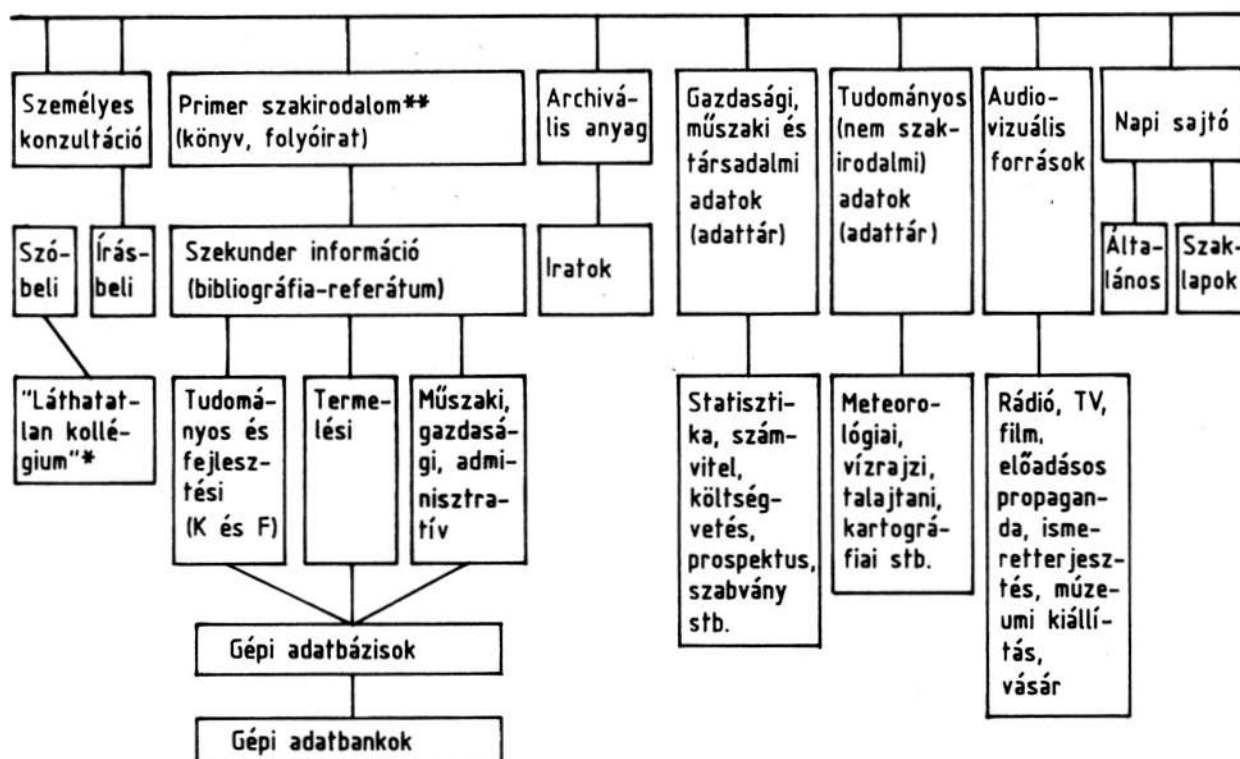 Személyes
konzultáció
Primer szakirodalom**
(könyv, folyóirat)
Archivá-
lis anyag
Gazdasági,
műszaki és
társadalmi
adatok
(adattár)
Tudományos
(nem szak-
irodalmi)
adatok
(adattár)
Audio-
vizuális
források
Napi sajtó
Szó-
beli
Írás-
beli
Szekunder információ
(bibliográfia-referátum)
Iratok
Álta-
lános
Szak-
lapok
"Láthatat-
lan kollé-
gium"*
Tudomá-
nyos és
fejlesz-
tési
(K és F)
Terme-
lési
Műszaki,
gazdasá-
gi, admi-
nisztra-
tív
Statiszti-
ka, szám-
vitel,
költség-
vetés,
prospektus,
szabvány
stb.
Meteoro-
lógiai,
vízrajzi,
talajtani,
kartográ-
fiai stb.
Rádió, TV,
film,
előadásos
propagan-
da, isme-
retterjesz-
tés, múze-
umi kiállí-
tás,
vásár
Gépi adatbázisok
Gépi adatbankok